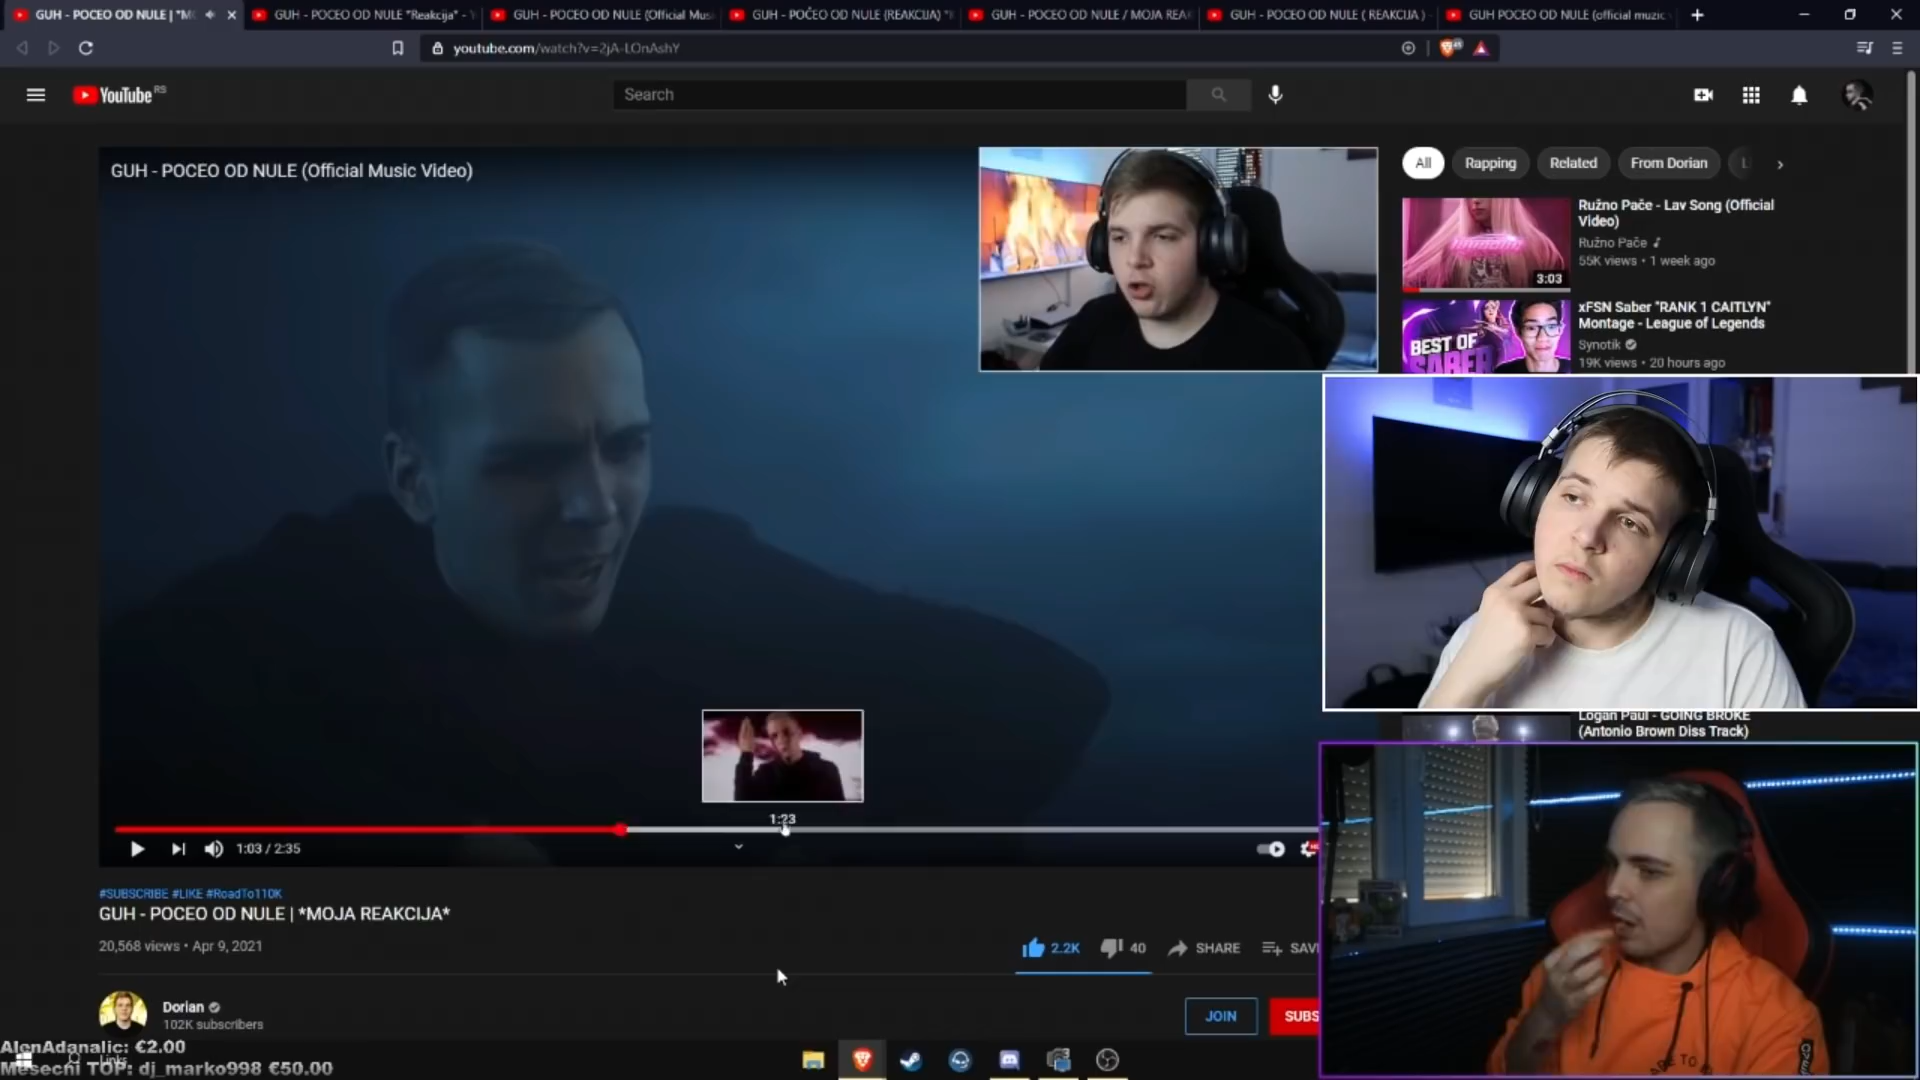 GUH - POCEO OD NULE | *M
GUH - POCEO OD NULE *Reakcija* -
GUH - POCEO OD NULE (Official Mus
GUH - POČEO OD NULE (REAKCIJA) *
GUH - POCEO OD NULE / MOJA REA
GUH - POCEO OD NULE ( REAKCIJA )
GUH POCEO OD NULE (official muzic
youtube.com/watch?v=2jA-LOnAshY
YouTube RS
Search
GUH - POCEO OD NULE (Official Music Video)
All
Rapping
Related
From Dorian
Ružno Pače - Lav Song (Official
Video)
Ružno Pače
55K views • 1 week ago
3:03
xFSN Saber "RANK 1 CAITLYN"
Montage - League of Legends
Synotik
19K views • 20 hours ago
BEST OF
SABER
Logan Paul - GOING BROKE
(Antonio Brown Diss Track)
1:23
1:03 / 2:35
#SUBSCRIBE #LIKE #RoadTo110K
GUH - POCEO OD NULE | *MOJA REAKCIJA*
20,568 views • Apr 9, 2021
2.2K
40
SHARE
SAV
Dorian
102K subscribers
JOIN
SUBS
AlenAdanalic: €2.00
Links
Mesecni TOP: dj_marko998 €50.00